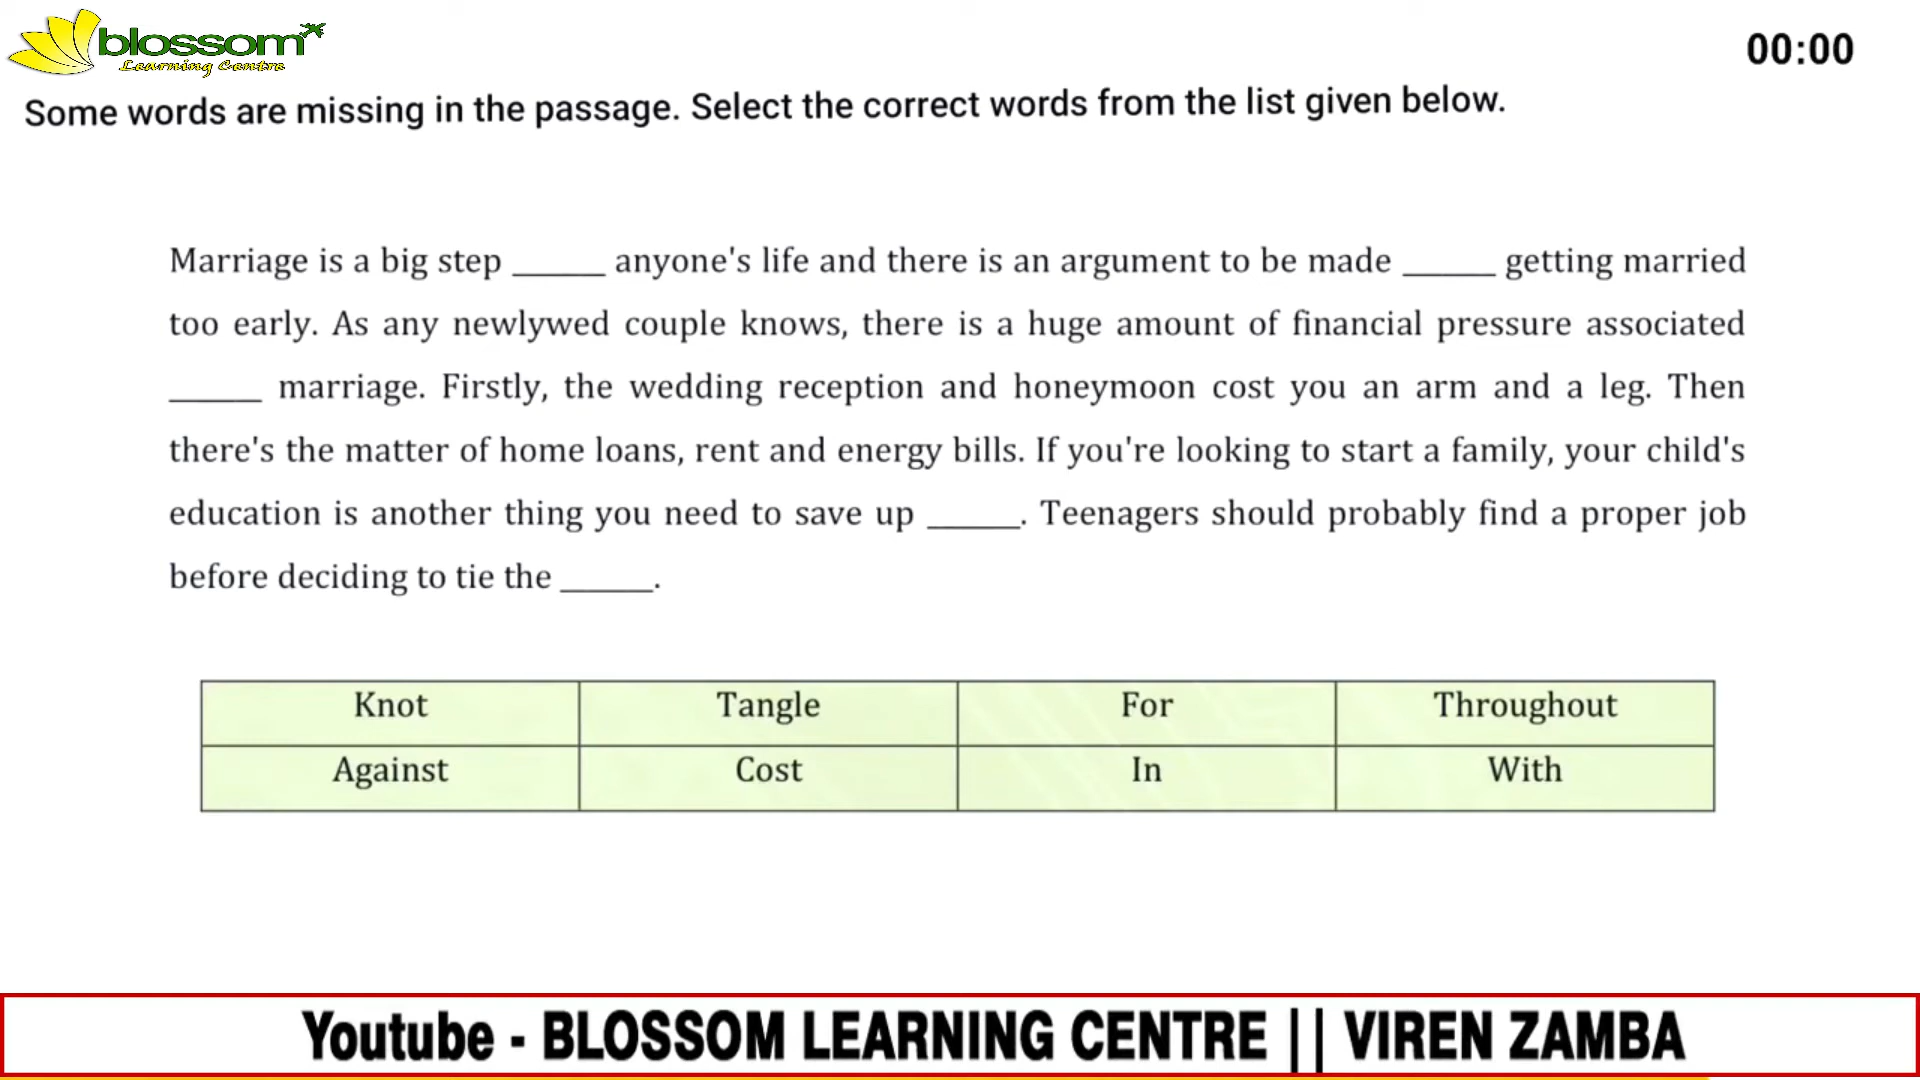 blossom
Learning Centre
00:00
Some words are missing in the passage. Select the correct words from the list given below.
Marriage is a big step ______ anyone's life and there is an argument to be made ______ getting married
too early. As any newlywed couple knows, there is a huge amount of financial pressure associated
______ marriage. Firstly, the wedding reception and honeymoon cost you an arm and a leg. Then
there's the matter of home loans, rent and energy bills. If you're looking to start a family, your child's
education is another thing you need to save up ______. Teenagers should probably find a proper job
before deciding to tie the ______.
Knot Tangle For Throughout
Against Cost In With
Youtube - BLOSSOM LEARNING CENTRE || VIREN ZAMBA